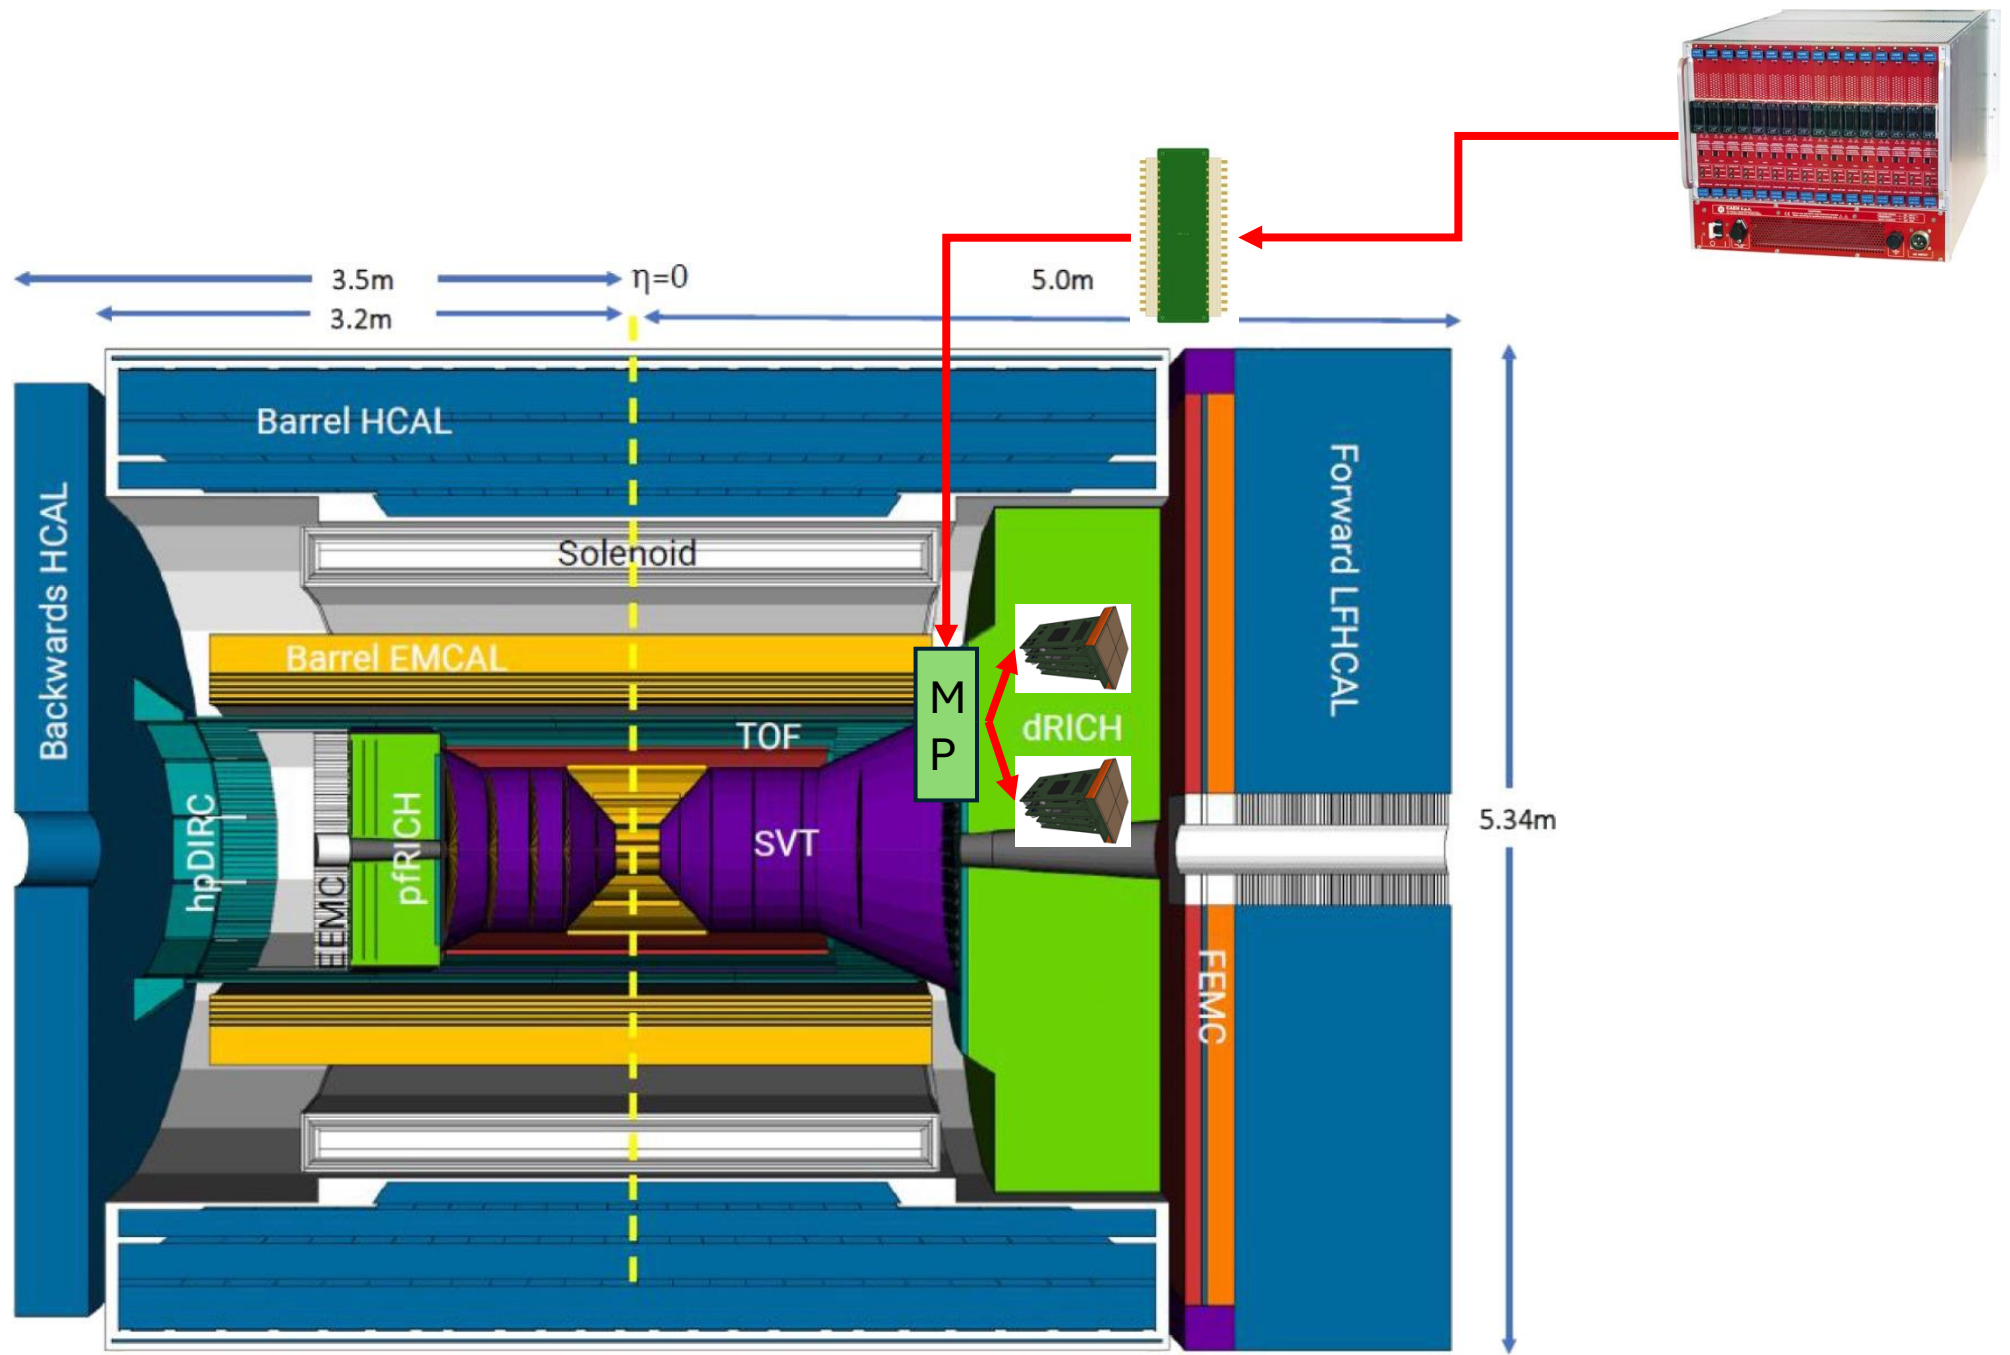 3.5m
η=0
5.0m
3.2m
Barrel HCAL
Backwards HCAL
Solenoid
Forward LFHCAL
Barrel EMCAL
M
P
TOF
dRICH
hpDIRC
pfRICH
SVT
5.34m
EEMC
FEMC